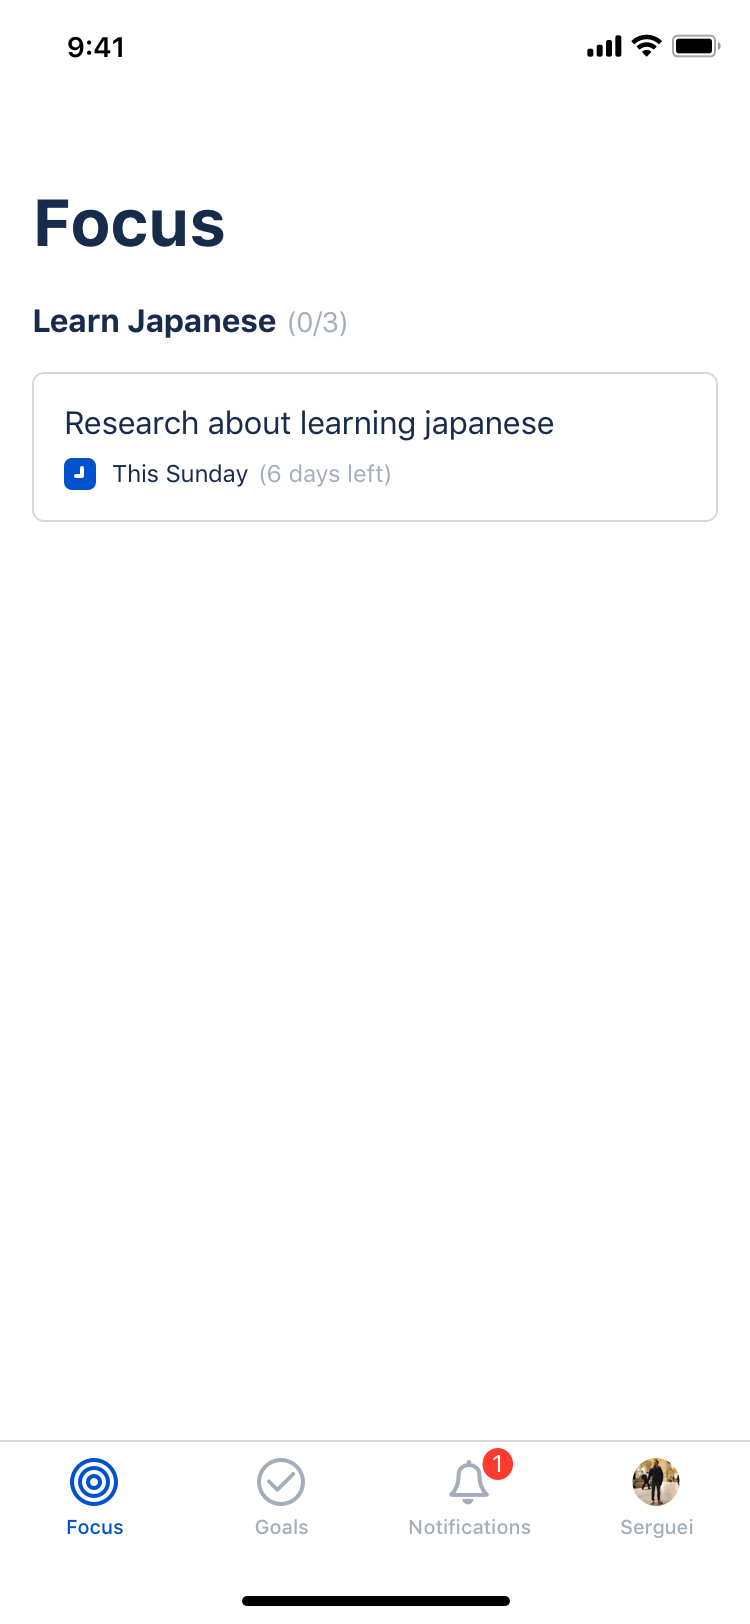 9:41
Focus
Learn Japanese (0/3)
Research about learning japanese
This Sunday (6 days left)
1
Focus Goals Notifications Serguei